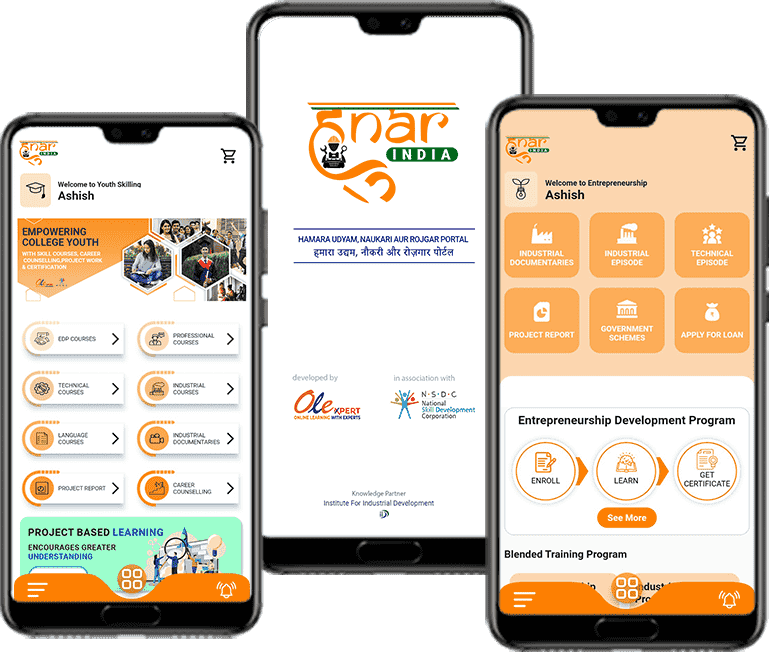 हुनर
INDIA
Welcome to Youth Skilling
Ashish
EMPOWERING
COLLEGE YOUTH
WITH SKILL COURSES, CAREER
COUNSELLING,PROJECT WORK
& CERTIFICATION
EDP COURSES
PROFESSIONAL
COURSES
TECHNICAL
COURSES
INDUSTRIAL
COURSES
LANGUAGE
COURSES
INDUSTRIAL
DOCUMENTARIES
PROJECT REPORT
CAREER
COUNSELLING
PROJECT BASED LEARNING
ENCOURAGES GREATER
UNDERSTANDING
हुनर
INDIA
HAMARA UDYAM, NAUKARI AUR ROJGAR PORTAL
हमारा उद्यम, नौकरी और रोज़गार पोर्टल
developed by
in association with
Ole EXPERT
ONLINE LEARNING WITH EXPERTS
N·S·D·C
National
Skill Development
Corporation
Knowledge Partner
Institute For Industrial Development
हुनर
INDIA
Welcome to Entrepreneurship
Ashish
INDUSTRIAL
DOCUMENTARIES
INDUSTRIAL
EPISODE
TECHNICAL
EPISODE
PROJECT REPORT
GOVERNMENT
SCHEMES
APPLY FOR LOAN
Entrepreneurship Development Program
ENROLL
LEARN
GET
CERTIFICATE
See More
Blended Training Program